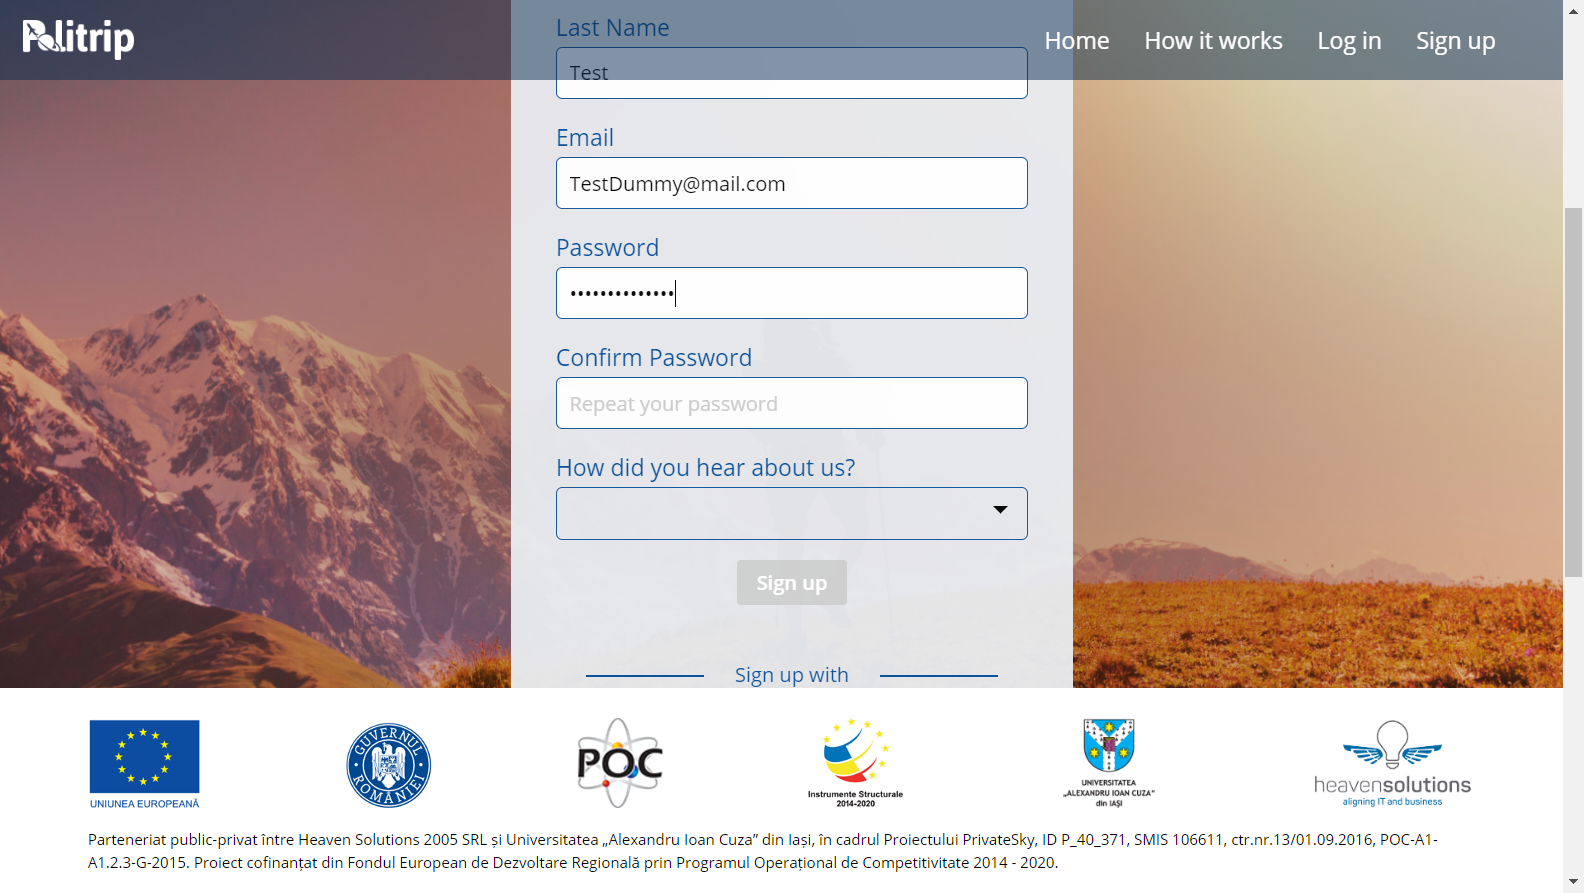 Politrip
Home How it works Log in Sign up
Last Name
Test
Email
TestDummy@mail.com
Password
••••••••••••••
Confirm Password
Repeat your password
How did you hear about us?
Sign up
Sign up with
UNIUNEA EUROPEANĂ
GUVERNUL ROMÂNIEI
POC
Instrumente Structurale
2014-2020
UNIVERSITATEA
„ALEXANDRU IOAN CUZA”
din IAȘI
heavensolutions
aligning IT and business
Parteneriat public-privat între Heaven Solutions 2005 SRL și Universitatea „Alexandru Ioan Cuza” din Iași, în cadrul Proiectului PrivateSky, ID P_40_371, SMIS 106611, ctr.nr.13/01.09.2016, POC-A1-
A1.2.3-G-2015. Proiect cofinanțat din Fondul European de Dezvoltare Regională prin Programul Operațional de Competitivitate 2014 - 2020.